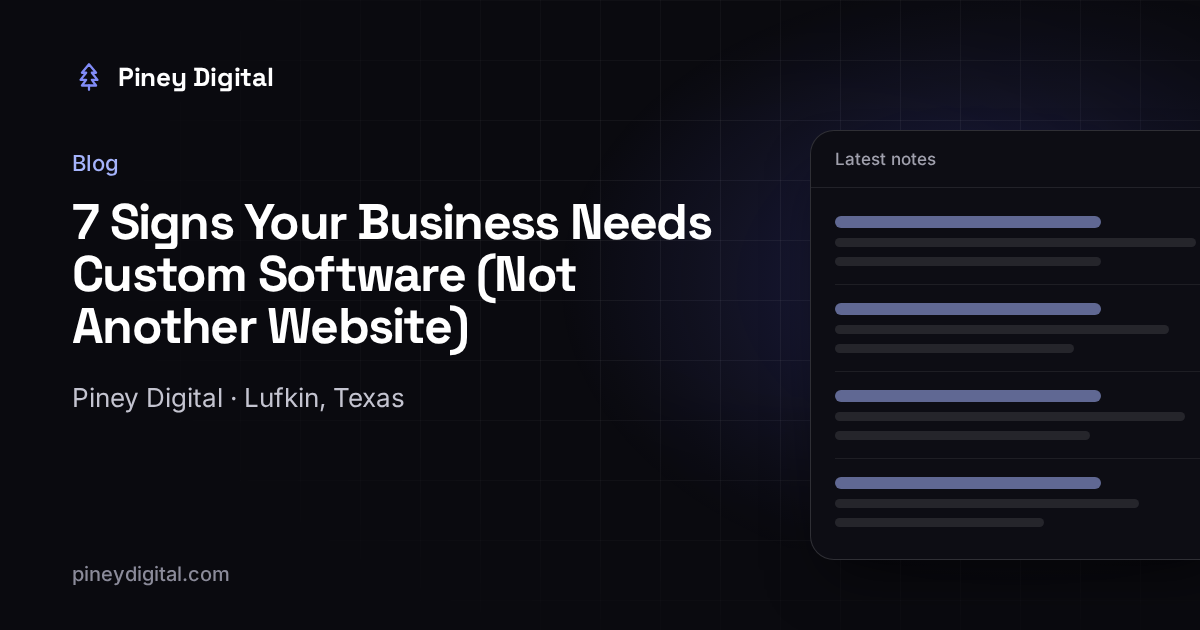 Piney Digital
Blog
7 Signs Your Business Needs
Custom Software (Not
Another Website)
Piney Digital · Lufkin, Texas
pineydigital.com
Latest notes